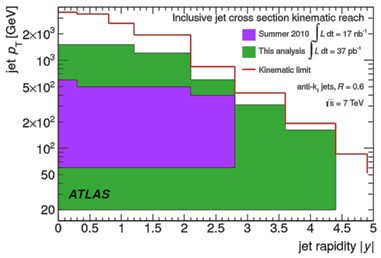 Inclusive jet cross section kinematic reach
Summer 2010 ∫L dt = 17 nb⁻¹
This analysis ∫L dt = 37 pb⁻¹
Kinematic limit
anti-kₜ jets, R = 0.6
√s = 7 TeV
jet pT [GeV]
2×10³
10³
5×10²
2×10²
10²
50
20
ATLAS
0 0.5 1 1.5 2 2.5 3 3.5 4 4.5 5
jet rapidity |y|